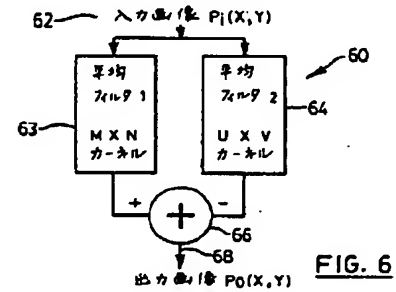 62 入力画像 Pi(X,Y)
60
平均
フィルタ 1
M X N
カーネル
63
平均
フィルタ 2
U X V
カーネル
64
+
+
-
66
68
出力画像 Po(X,Y)
FIG. 6